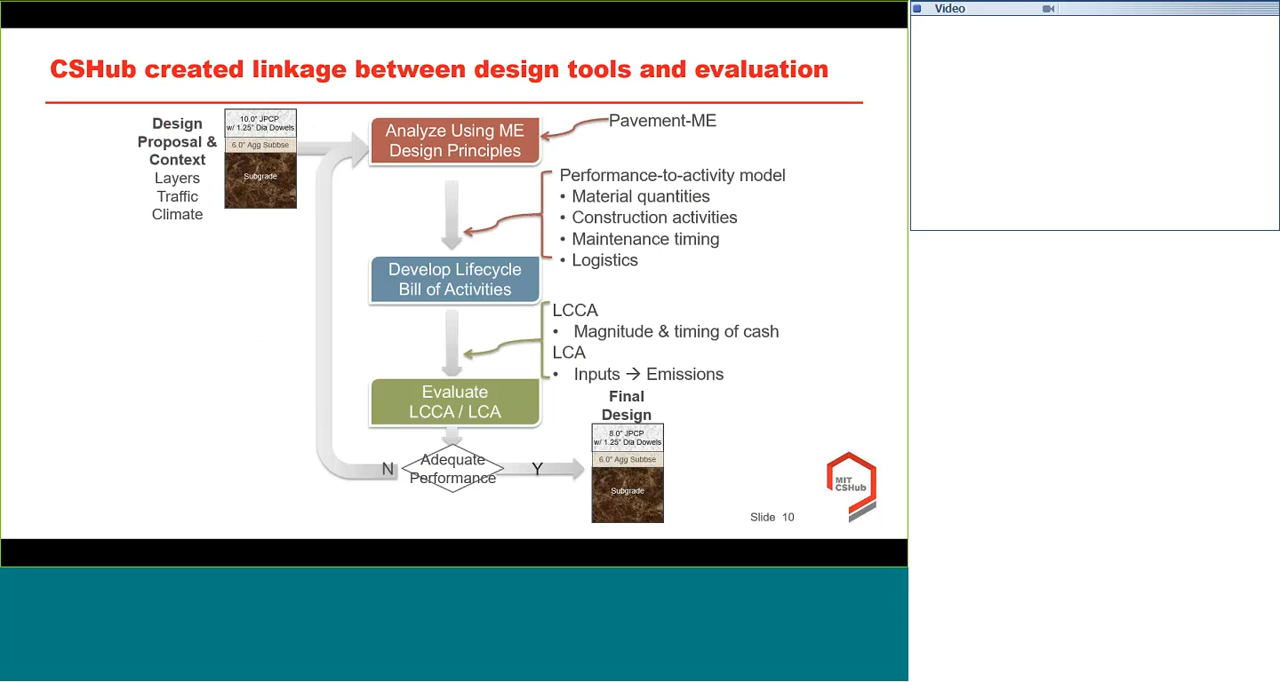 Video
CSHub created linkage between design tools and evaluation
Design
Proposal &
Context
Layers
Traffic
Climate
10.0" JPCP
w/ 1.25" Dia Dowels
6.0" Agg Subbse
Subgrade
Analyze Using ME
Design Principles
Pavement-ME
Performance-to-activity model
• Material quantities
• Construction activities
• Maintenance timing
• Logistics
Develop Lifecycle
Bill of Activities
LCCA
• Magnitude & timing of cash
LCA
• Inputs → Emissions
Evaluate
LCCA / LCA
Adequate
Performance
N
Y
Final
Design
8.0" JPCP
w/ 1.25" Dia Dowels
6.0" Agg Subbse
Subgrade
MIT
CSHub
Slide 10